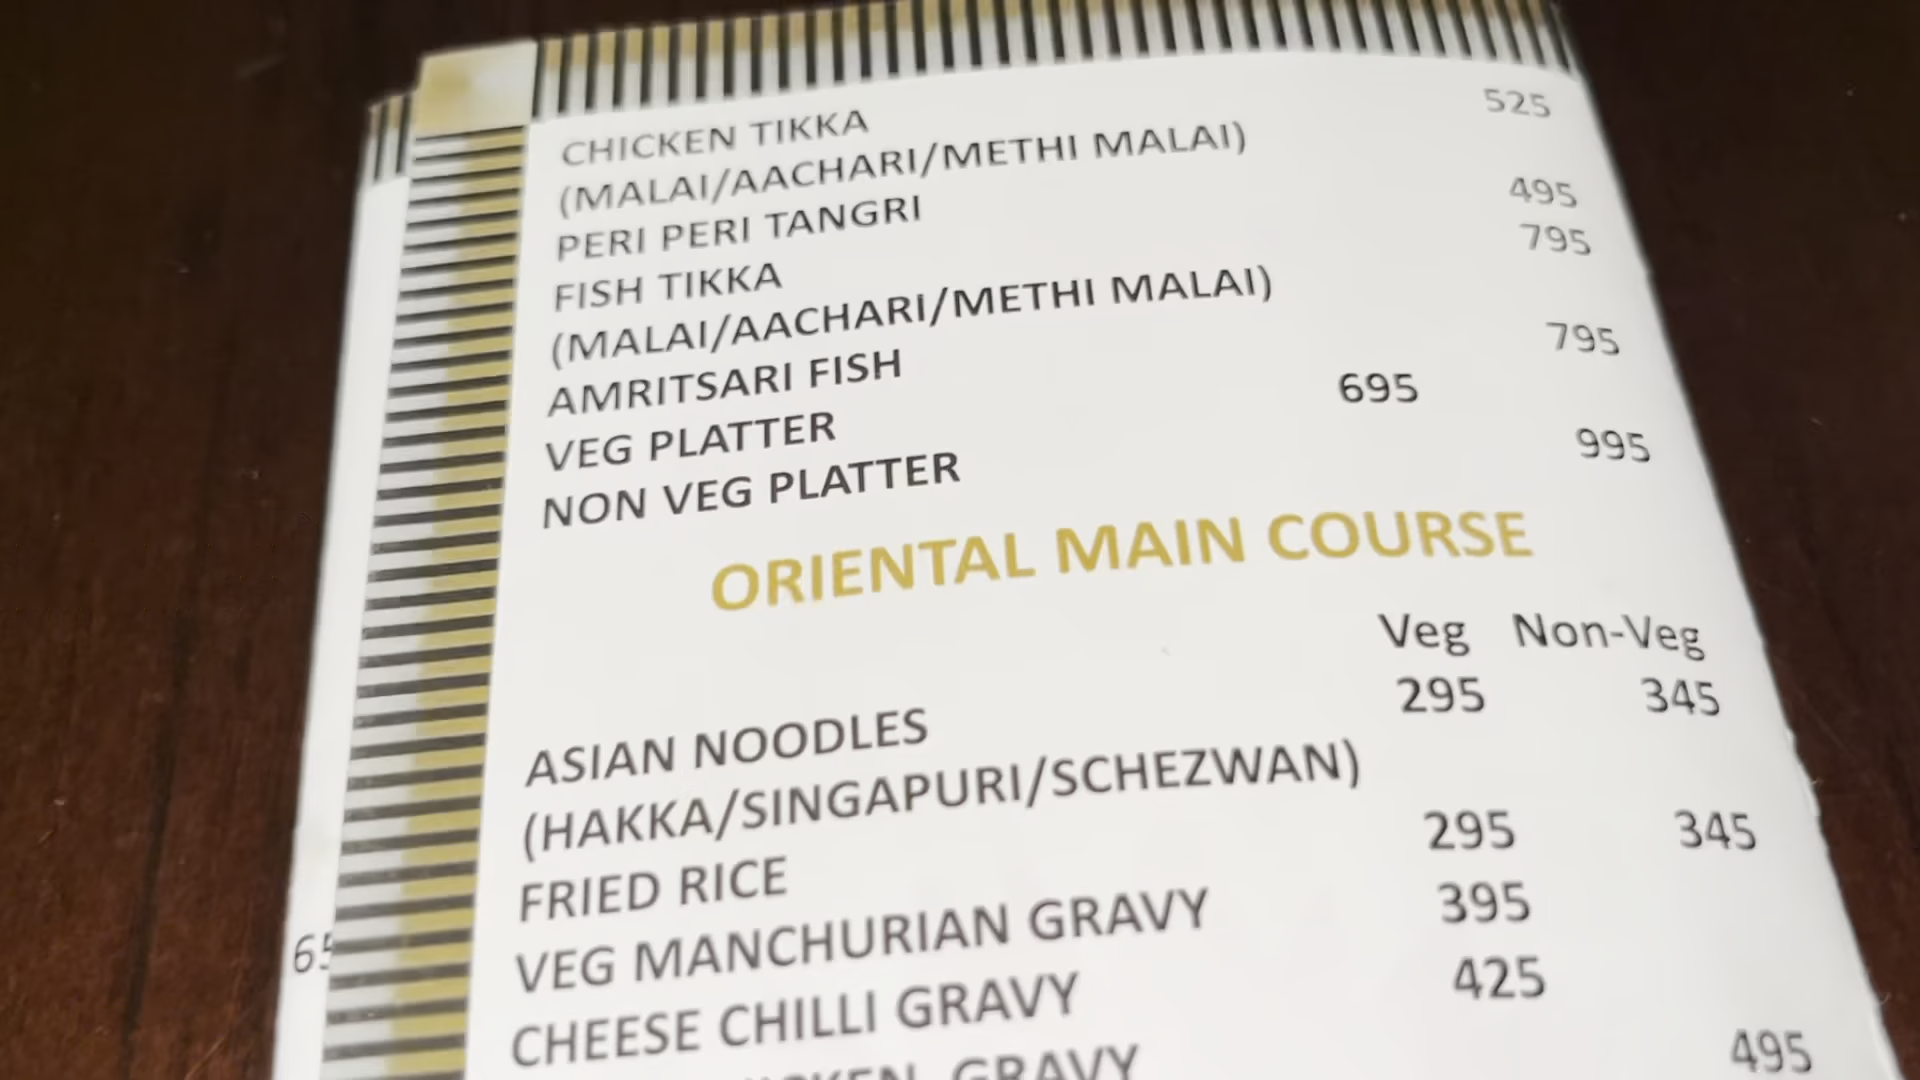 CHICKEN TIKKA 525
(MALAI/AACHARI/METHI MALAI)
PERI PERI TANGRI 495
FISH TIKKA 795
(MALAI/AACHARI/METHI MALAI)
AMRITSARI FISH 795
VEG PLATTER 695
NON VEG PLATTER 995
ORIENTAL MAIN COURSE
Veg Non-Veg
ASIAN NOODLES 295 345
(HAKKA/SINGAPURI/SCHEZWAN)
FRIED RICE 295 345
VEG MANCHURIAN GRAVY 395
CHEESE CHILLI GRAVY 425
GRAVY 495